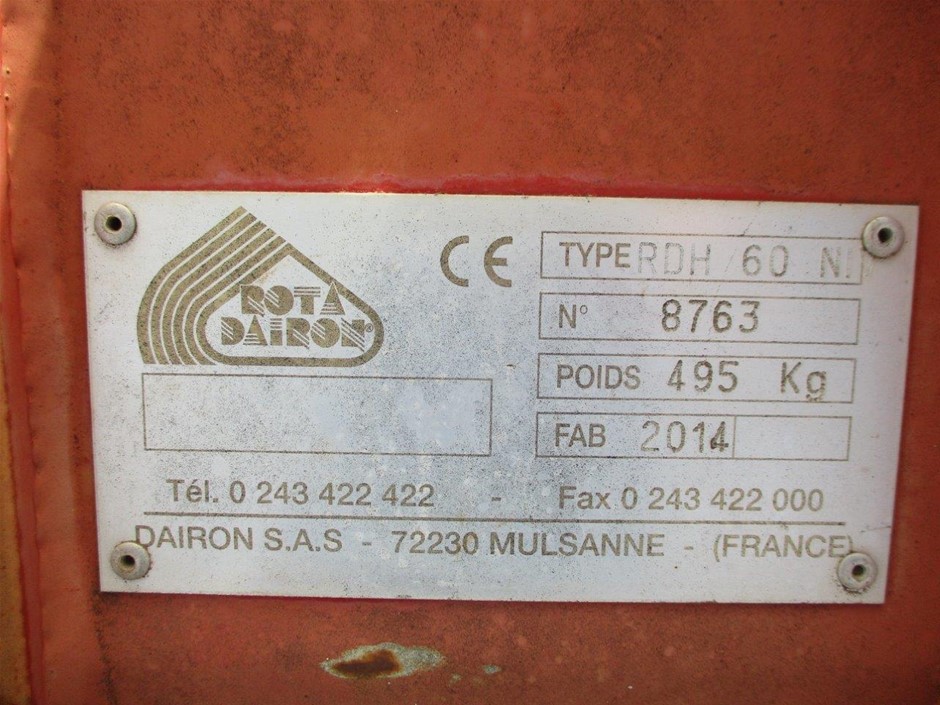 ROTA
DAIRON®
CE
TYPE RDH 60
N° 8763
POIDS 495 Kg
FAB 2014
Tél. 0 243 422 422 - Fax 0 243 422 000
DAIRON S.A.S - 72230 MULSANNE - (FRANCE)